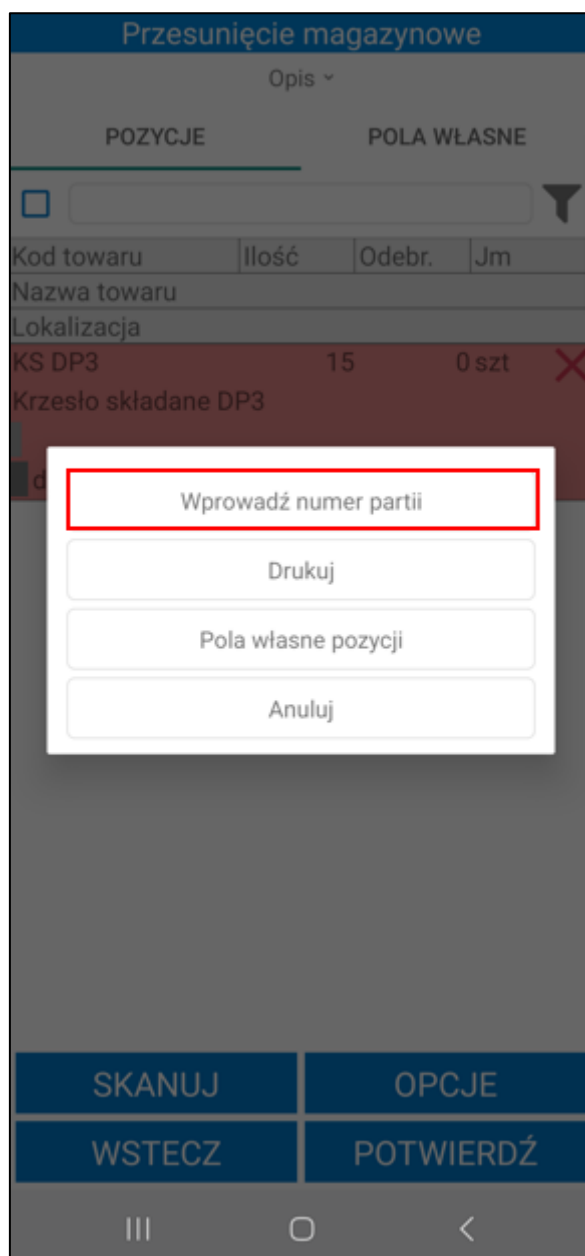 Przesunięcie magazynowe
Opis
POZYCJE POLA WŁASNE
Kod towaru Ilość Odebr. Jm
Nazwa towaru
Lokalizacja
KS DP3 15 0 szt
Krzesło składane DP3
Wprowadź numer partii
Drukuj
Pola własne pozycji
Anuluj
SKANUJ OPCJE
WSTECZ POTWIERDŹ